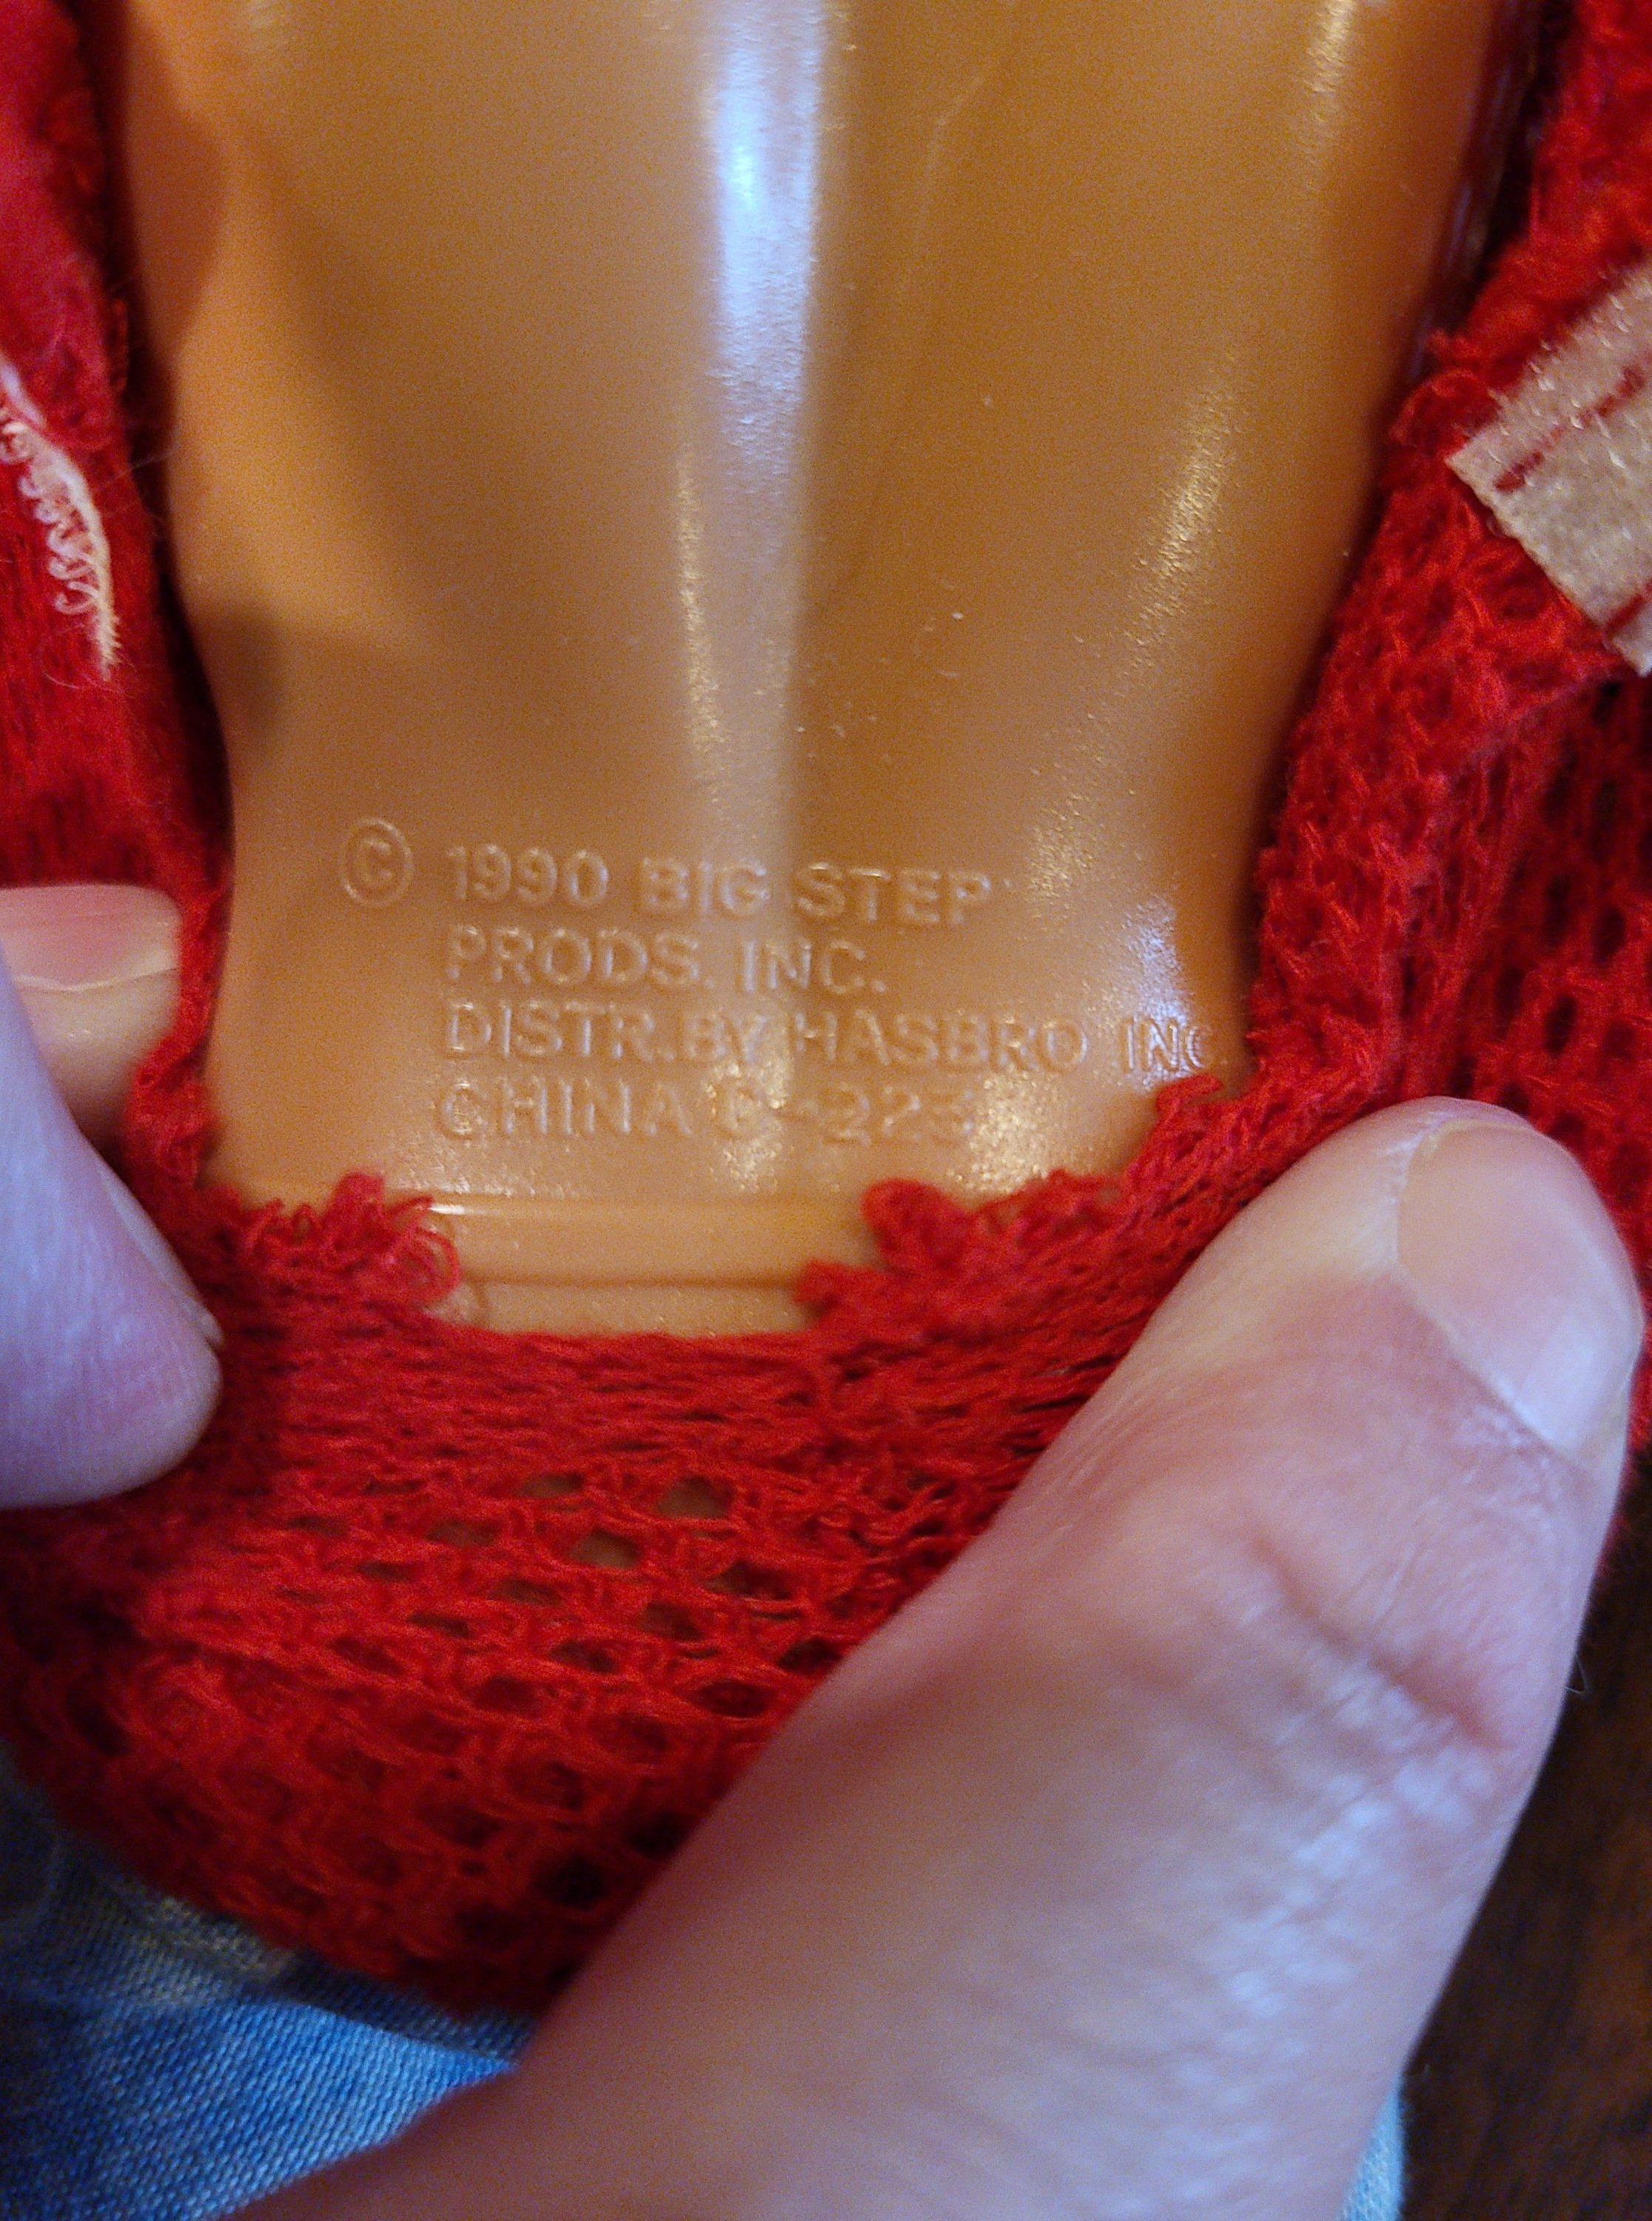 © 1990 BIG STEP
PRODS. INC.
DISTR.BY HASBRO INC
CHINA